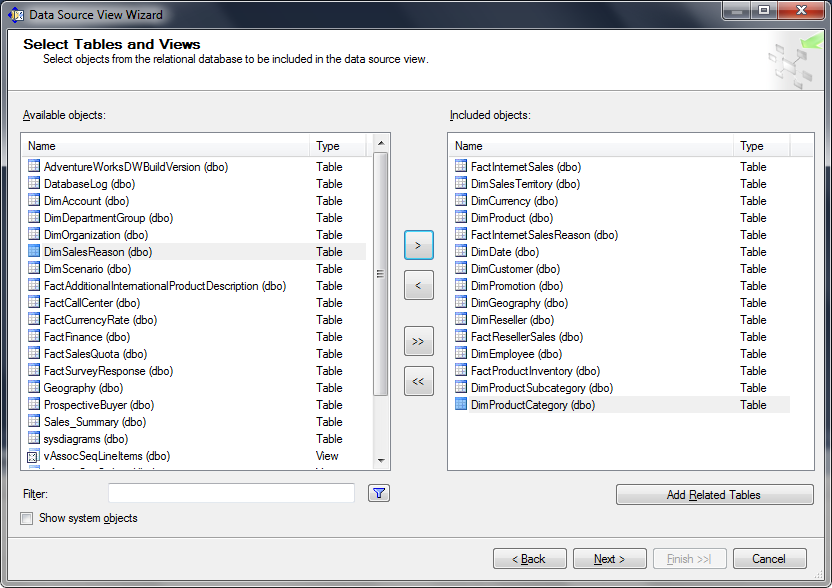 Data Source View Wizard
Select Tables and Views
Select objects from the relational database to be included in the data source view.
Available objects:
Name Type
AdventureWorksDWBuildVersion (dbo) Table
DatabaseLog (dbo) Table
DimAccount (dbo) Table
DimDepartmentGroup (dbo) Table
DimOrganization (dbo) Table
DimSalesReason (dbo) Table
DimScenario (dbo) Table
FactAdditionalInternationalProductDescription (dbo) Table
FactCallCenter (dbo) Table
FactCurrencyRate (dbo) Table
FactFinance (dbo) Table
FactSalesQuota (dbo) Table
FactSurveyResponse (dbo) Table
Geography (dbo) Table
ProspectiveBuyer (dbo) Table
Sales_Summary (dbo) Table
sysdiagrams (dbo) Table
vAssocSeqLineItems (dbo) View
Filter:
Show system objects
>
<
>>
<<
Included objects:
Name Type
FactInternetSales (dbo) Table
DimSalesTerritory (dbo) Table
DimCurrency (dbo) Table
DimProduct (dbo) Table
FactInternetSalesReason (dbo) Table
DimDate (dbo) Table
DimCustomer (dbo) Table
DimPromotion (dbo) Table
DimGeography (dbo) Table
DimReseller (dbo) Table
FactResellerSales (dbo) Table
DimEmployee (dbo) Table
FactProductInventory (dbo) Table
DimProductSubcategory (dbo) Table
DimProductCategory (dbo) Table
Add Related Tables
< Back
Next >
Finish >>|
Cancel